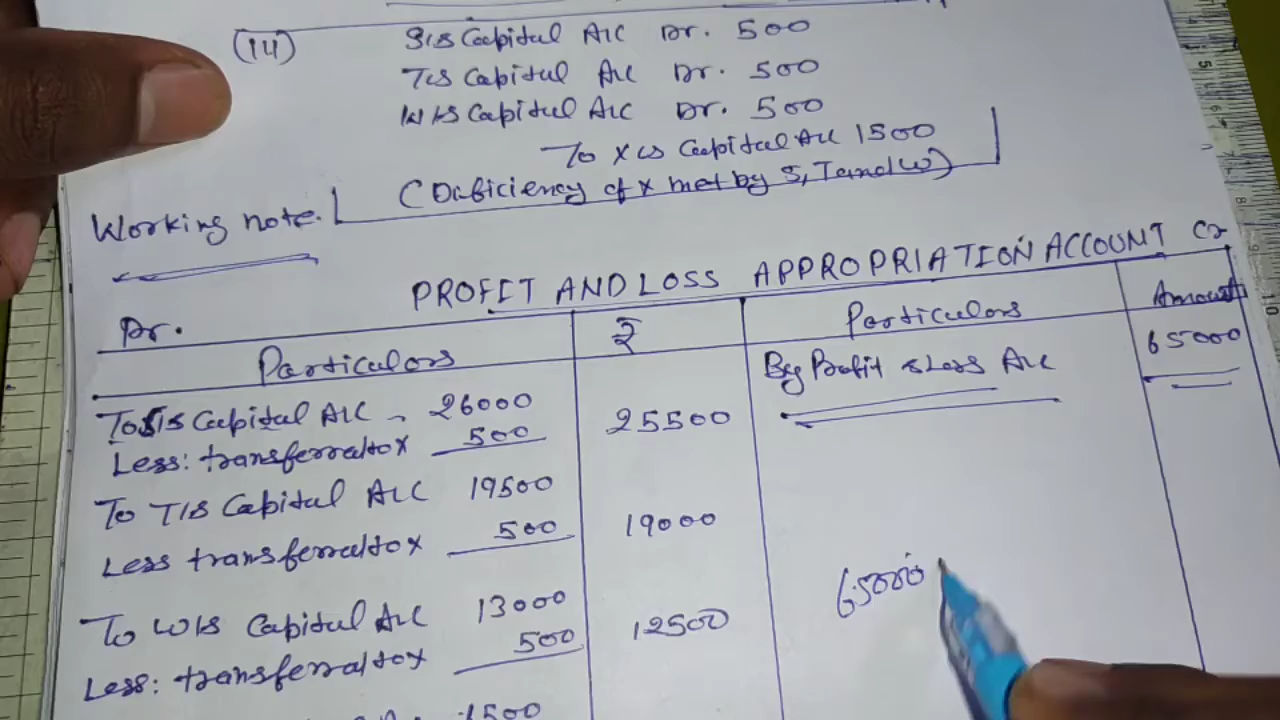 (14) S's Capital A/c Dr. 500
T's Capital A/c Dr. 500
W's Capital A/c Dr. 500
To X's Capital A/c 1500
(Deficiency of X met by S, T and W)
Working note.
PROFIT AND LOSS APPROPRIATION ACCOUNT Cr
Dr.
Particulars ₹ Particulars Amount
To S's Capital A/c - 26000 By Profit & Loss A/c 65000
Less: transferred to X 500 25500
To T's Capital A/c 19500
Less transferred to X 500 19000
65000
To W's Capital A/c 13000
Less: transferred to X 500 12500
1500